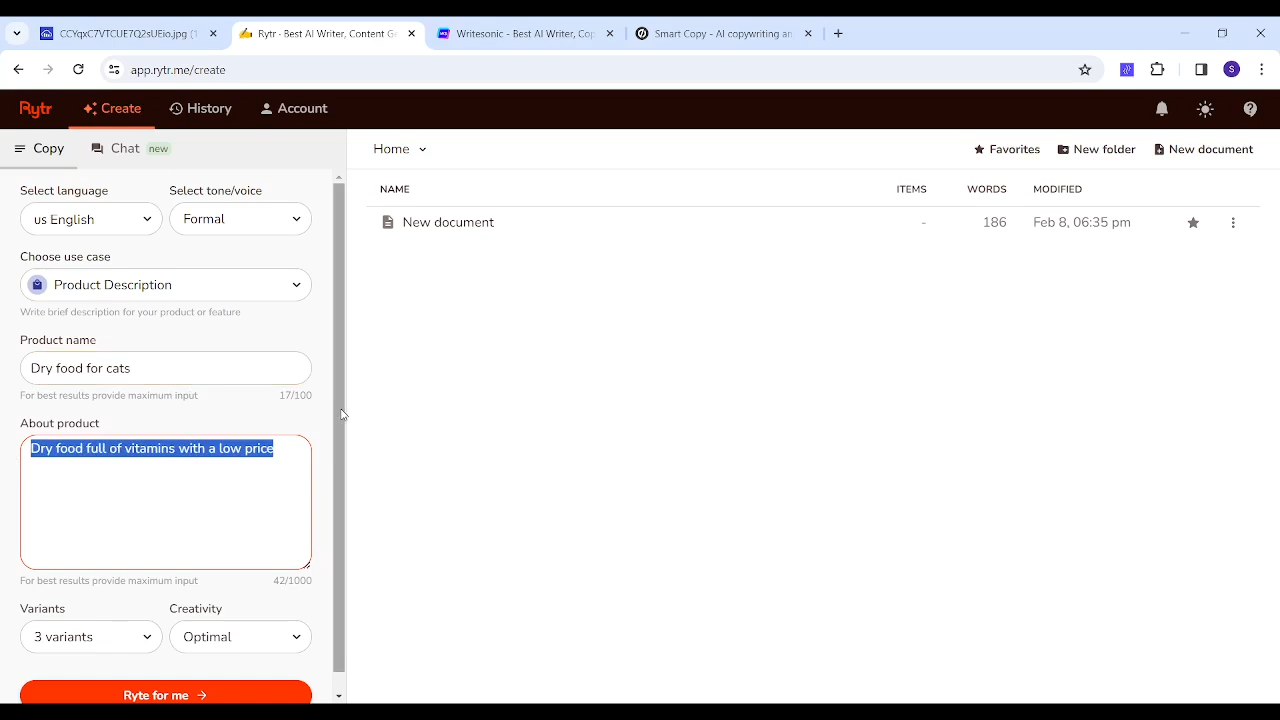 CCYqxC7VTCUF7Q2sUEio.jpg (1
Rytr - Best AI Writer, Content Ge
Writesonic - Best AI Writer, Cop
Smart Copy - AI copywriting an
app.rytr.me/create
S
Rytr
Create
History
Account
Copy
Chat new
Home
Favorites
New folder
New document
Select language
Select tone/voice
us English
Formal
Choose use case
Product Description
Write brief description for your product or feature
Product name
Dry food for cats
For best results provide maximum input 17/100
About product
Dry food full of vitamins with a low price
For best results provide maximum input 42/1000
Variants
Creativity
3 variants
Optimal
Ryte for me
NAME ITEMS WORDS MODIFIED
New document - 186 Feb 8, 06:35 pm